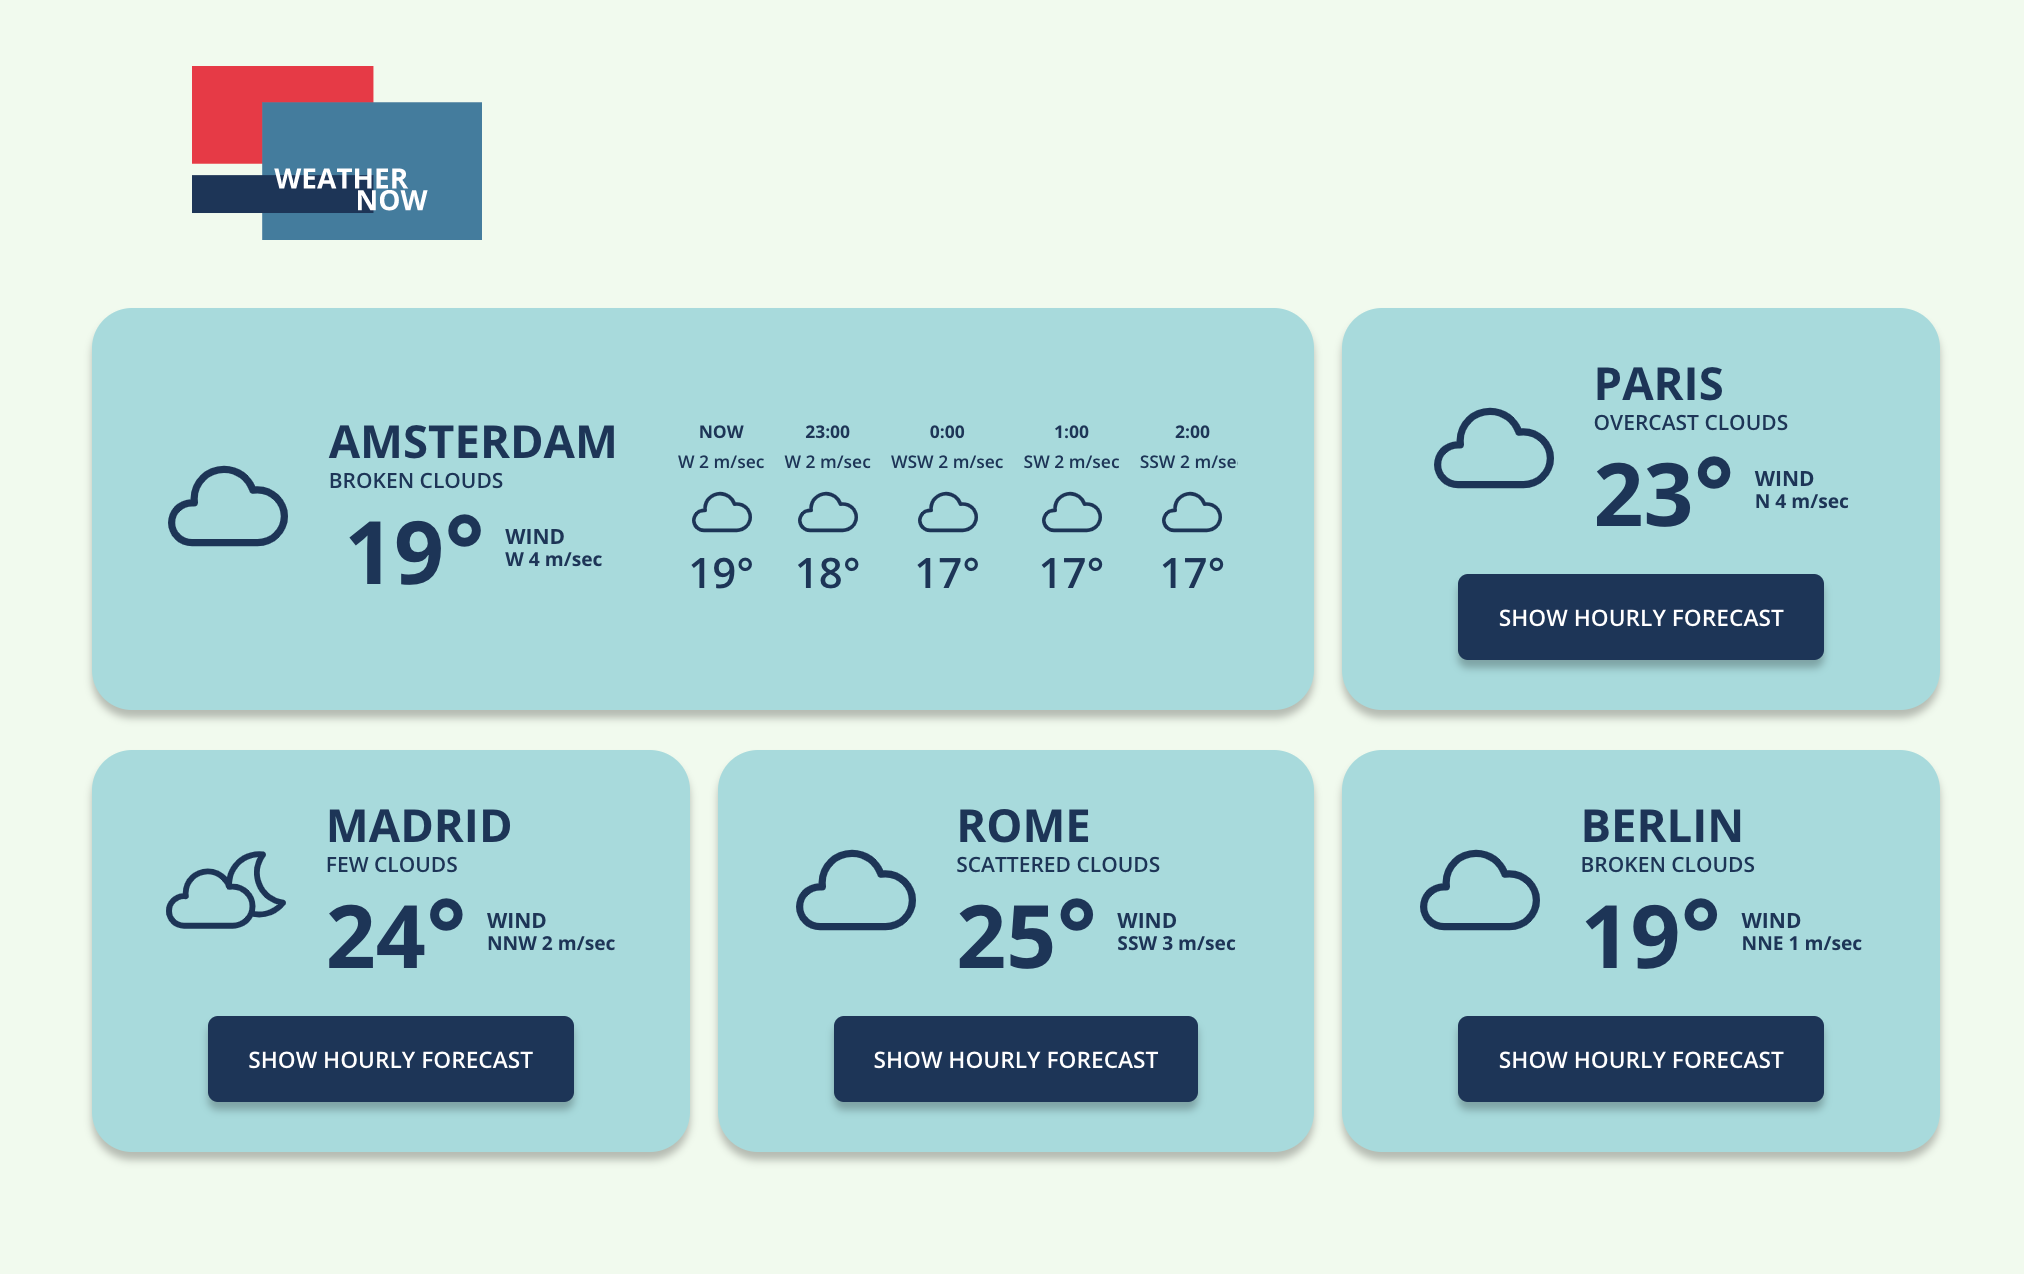 WEATHER
NOW
AMSTERDAM
BROKEN CLOUDS
19°
WIND
W 4 m/sec
NOW 23:00 0:00 1:00 2:00
W 2 m/sec W 2 m/sec WSW 2 m/sec SW 2 m/sec SSW 2 m/se
19° 18° 17° 17° 17°
PARIS
OVERCAST CLOUDS
23°
WIND
N 4 m/sec
SHOW HOURLY FORECAST
MADRID
FEW CLOUDS
24°
WIND
NNW 2 m/sec
SHOW HOURLY FORECAST
ROME
SCATTERED CLOUDS
25°
WIND
SSW 3 m/sec
SHOW HOURLY FORECAST
BERLIN
BROKEN CLOUDS
19°
WIND
NNE 1 m/sec
SHOW HOURLY FORECAST